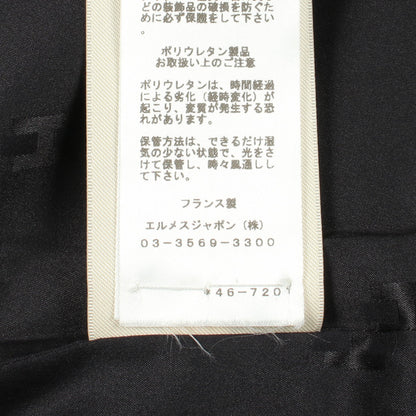 どの装飾品の破損を防ぐた
めに必ず保護をして下さい
。
ポリウレタン製品
お取扱い上のご注意
ポリウレタンは、時間経過
による劣化（経時変化）が
起こり、変質が発生する恐
れがあります。
保管方法は、できるだけ湿
気の少ない状態で、光をさ
けて保管し、時々風通しし
て下さい。
フランス製
エルメスジャポン（株）
03-3569-3300
*46-7201